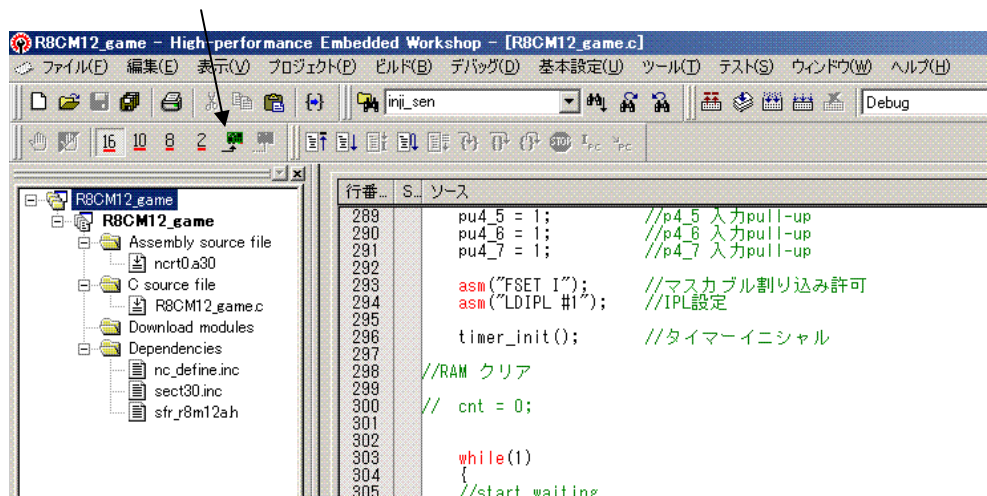 R8CM12_game - High-performance Embedded Workshop - [R8CM12_game.c]
ファイル(F) 編集(E) 表示(V) プロジェクト(P) ビルド(B) デバッグ(D) 基本設定(U) ツール(T) テスト(S) ウィンドウ(W) ヘルプ(H)
inji_sen
Debug
16 10 8 2
R8CM12_game
R8CM12_game
Assembly source file
ncrt0.a30
C source file
R8CM12_game.c
Download modules
Dependencies
nc_define.inc
sect30.inc
sfr_r8m12a.h
行番... S... ソース
289 pu4_5 = 1; //p4_5 入力pull-up
290 pu4_6 = 1; //p4_6 入力pull-up
291 pu4_7 = 1; //p4_7 入力pull-up
292
293 asm("FSET I"); //マスカブル割り込み許可
294 asm("LDIPL #1"); //IPL設定
295
296 timer_init(); //タイマーイニシャル
297
298 //RAM クリア
299
300 // cnt = 0;
301
302
303 while(1)
304 {
305 //start waiting